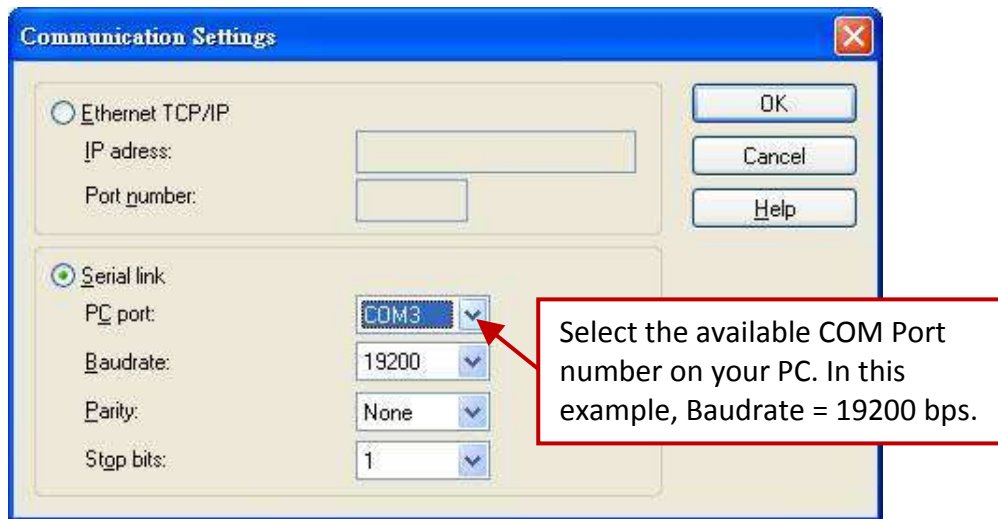 Communication Settings
Ethernet TCP/IP
IP adress:
Port number:
OK
Cancel
Help
Serial link
PC port: COM3
Baudrate: 19200
Parity: None
Stop bits: 1
Select the available COM Port
number on your PC. In this
example, Baudrate = 19200 bps.